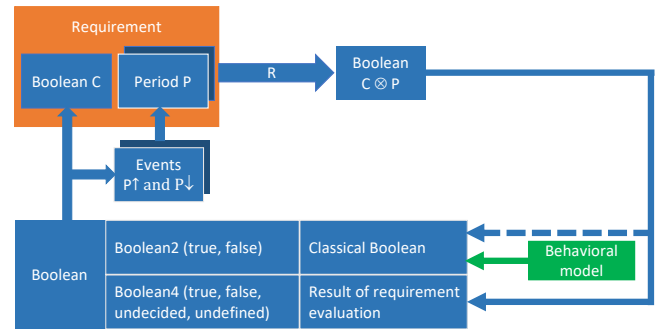 Requirement
Boolean C
Period P
R
Boolean
C ⊗ P
Events
P↑ and P↓
Boolean
Boolean2 (true, false)
Classical Boolean
Behavioral
model
Boolean4 (true, false,
undecided, undefined)
Result of requirement
evaluation